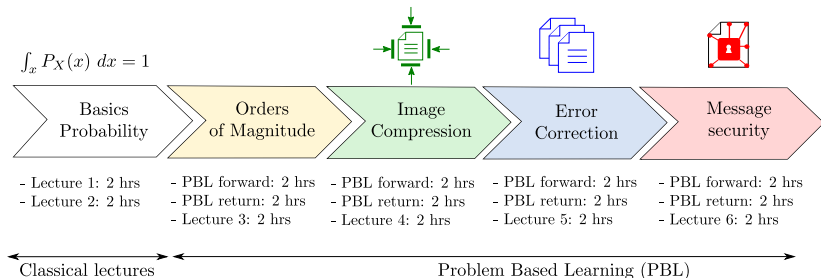 ∫ₓ P_X(x) dx = 1
Basics
Probability
Orders
of Magnitude
Image
Compression
Error
Correction
Message
security
- Lecture 1: 2 hrs
- Lecture 2: 2 hrs
- PBL forward: 2 hrs
- PBL return: 2 hrs
- Lecture 3: 2 hrs
- PBL forward: 2 hrs
- PBL return: 2 hrs
- Lecture 4: 2 hrs
- PBL forward: 2 hrs
- PBL return: 2 hrs
- Lecture 5: 2 hrs
- PBL forward: 2 hrs
- PBL return: 2 hrs
- Lecture 6: 2 hrs
Classical lectures
Problem Based Learning (PBL)